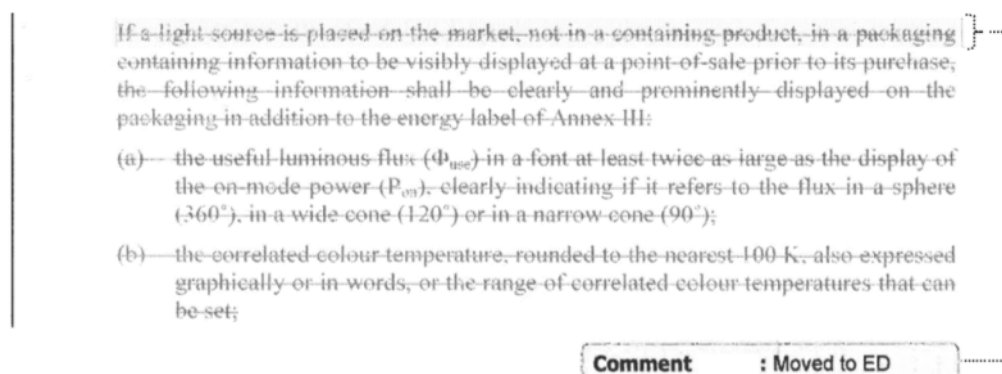 If a light source is placed on the market, not in a containing product, in a packaging
containing information to be visibly displayed at a point-of-sale prior to its purchase,
the following information shall be clearly and prominently displayed on the
packaging in addition to the energy label of Annex III:
(a) the useful luminous flux (Φuse) in a font at least twice as large as the display of
the on-mode power (Pon), clearly indicating if it refers to the flux in a sphere
(360°), in a wide cone (120°) or in a narrow cone (90°);
(b) the correlated colour temperature, rounded to the nearest 100 K, also expressed
graphically or in words, or the range of correlated colour temperatures that can
be set;
Comment : Moved to ED